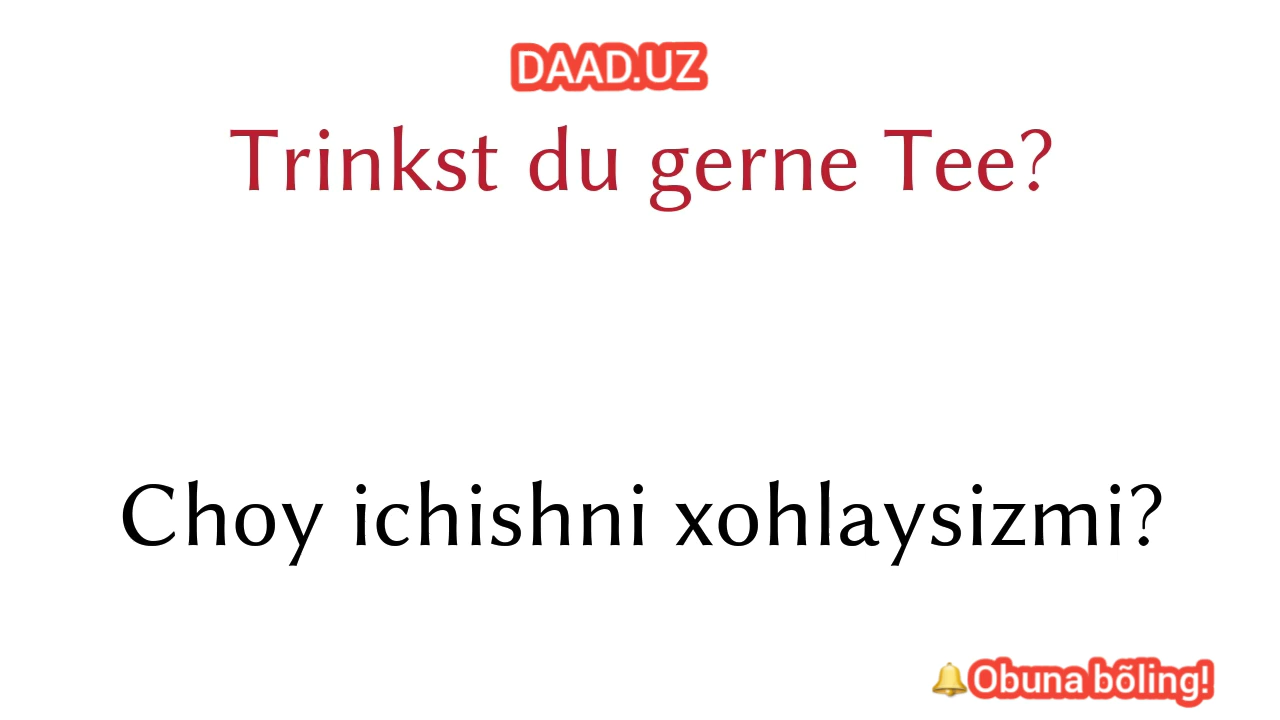 DAAD.UZ
Trinkst du gerne Tee?
Choy ichishni xohlaysizmi?
🔔Obuna bõling!